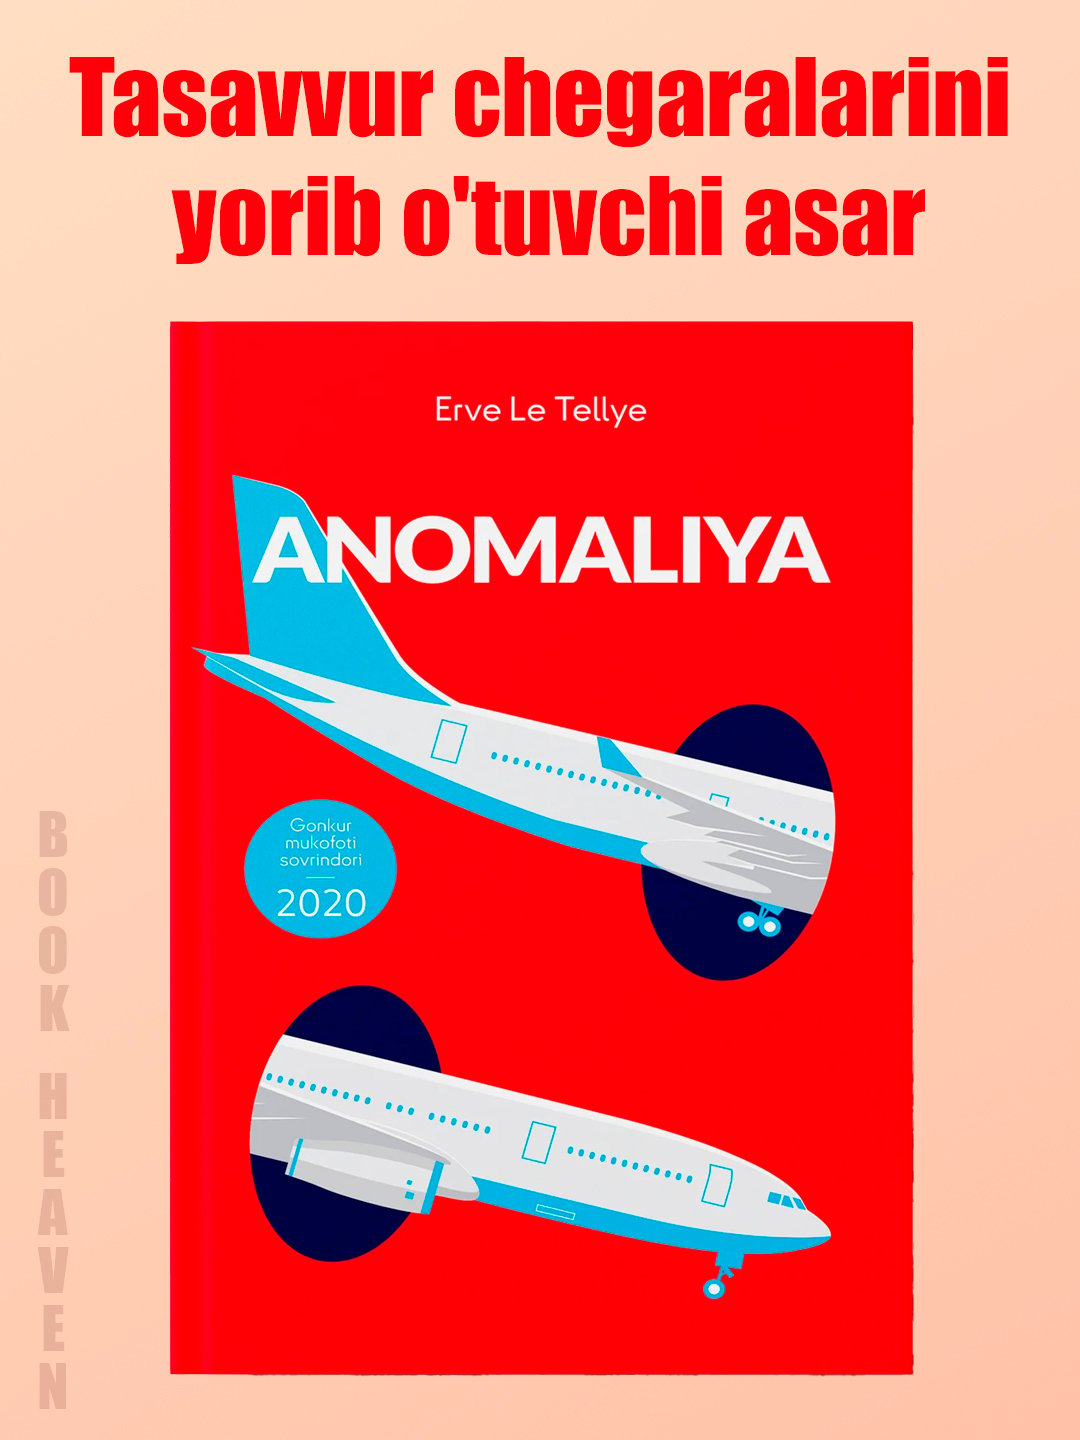 Tasavvur chegaralarini
yorib o'tuvchi asar
Erve Le Tellye
ANOMALIYA
Gonkur
mukofoti
sovrindori
2020
BOOK HEAVEN